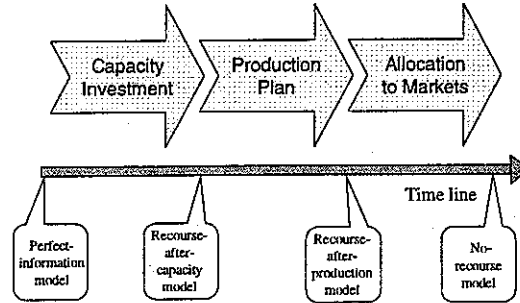 Capacity
Investment
Production
Plan
Allocation
to Markets
Time line
Perfect-
information
model
Recourse-
after-
capacity
model
Recourse-
after-
production
model
No-
recourse
model